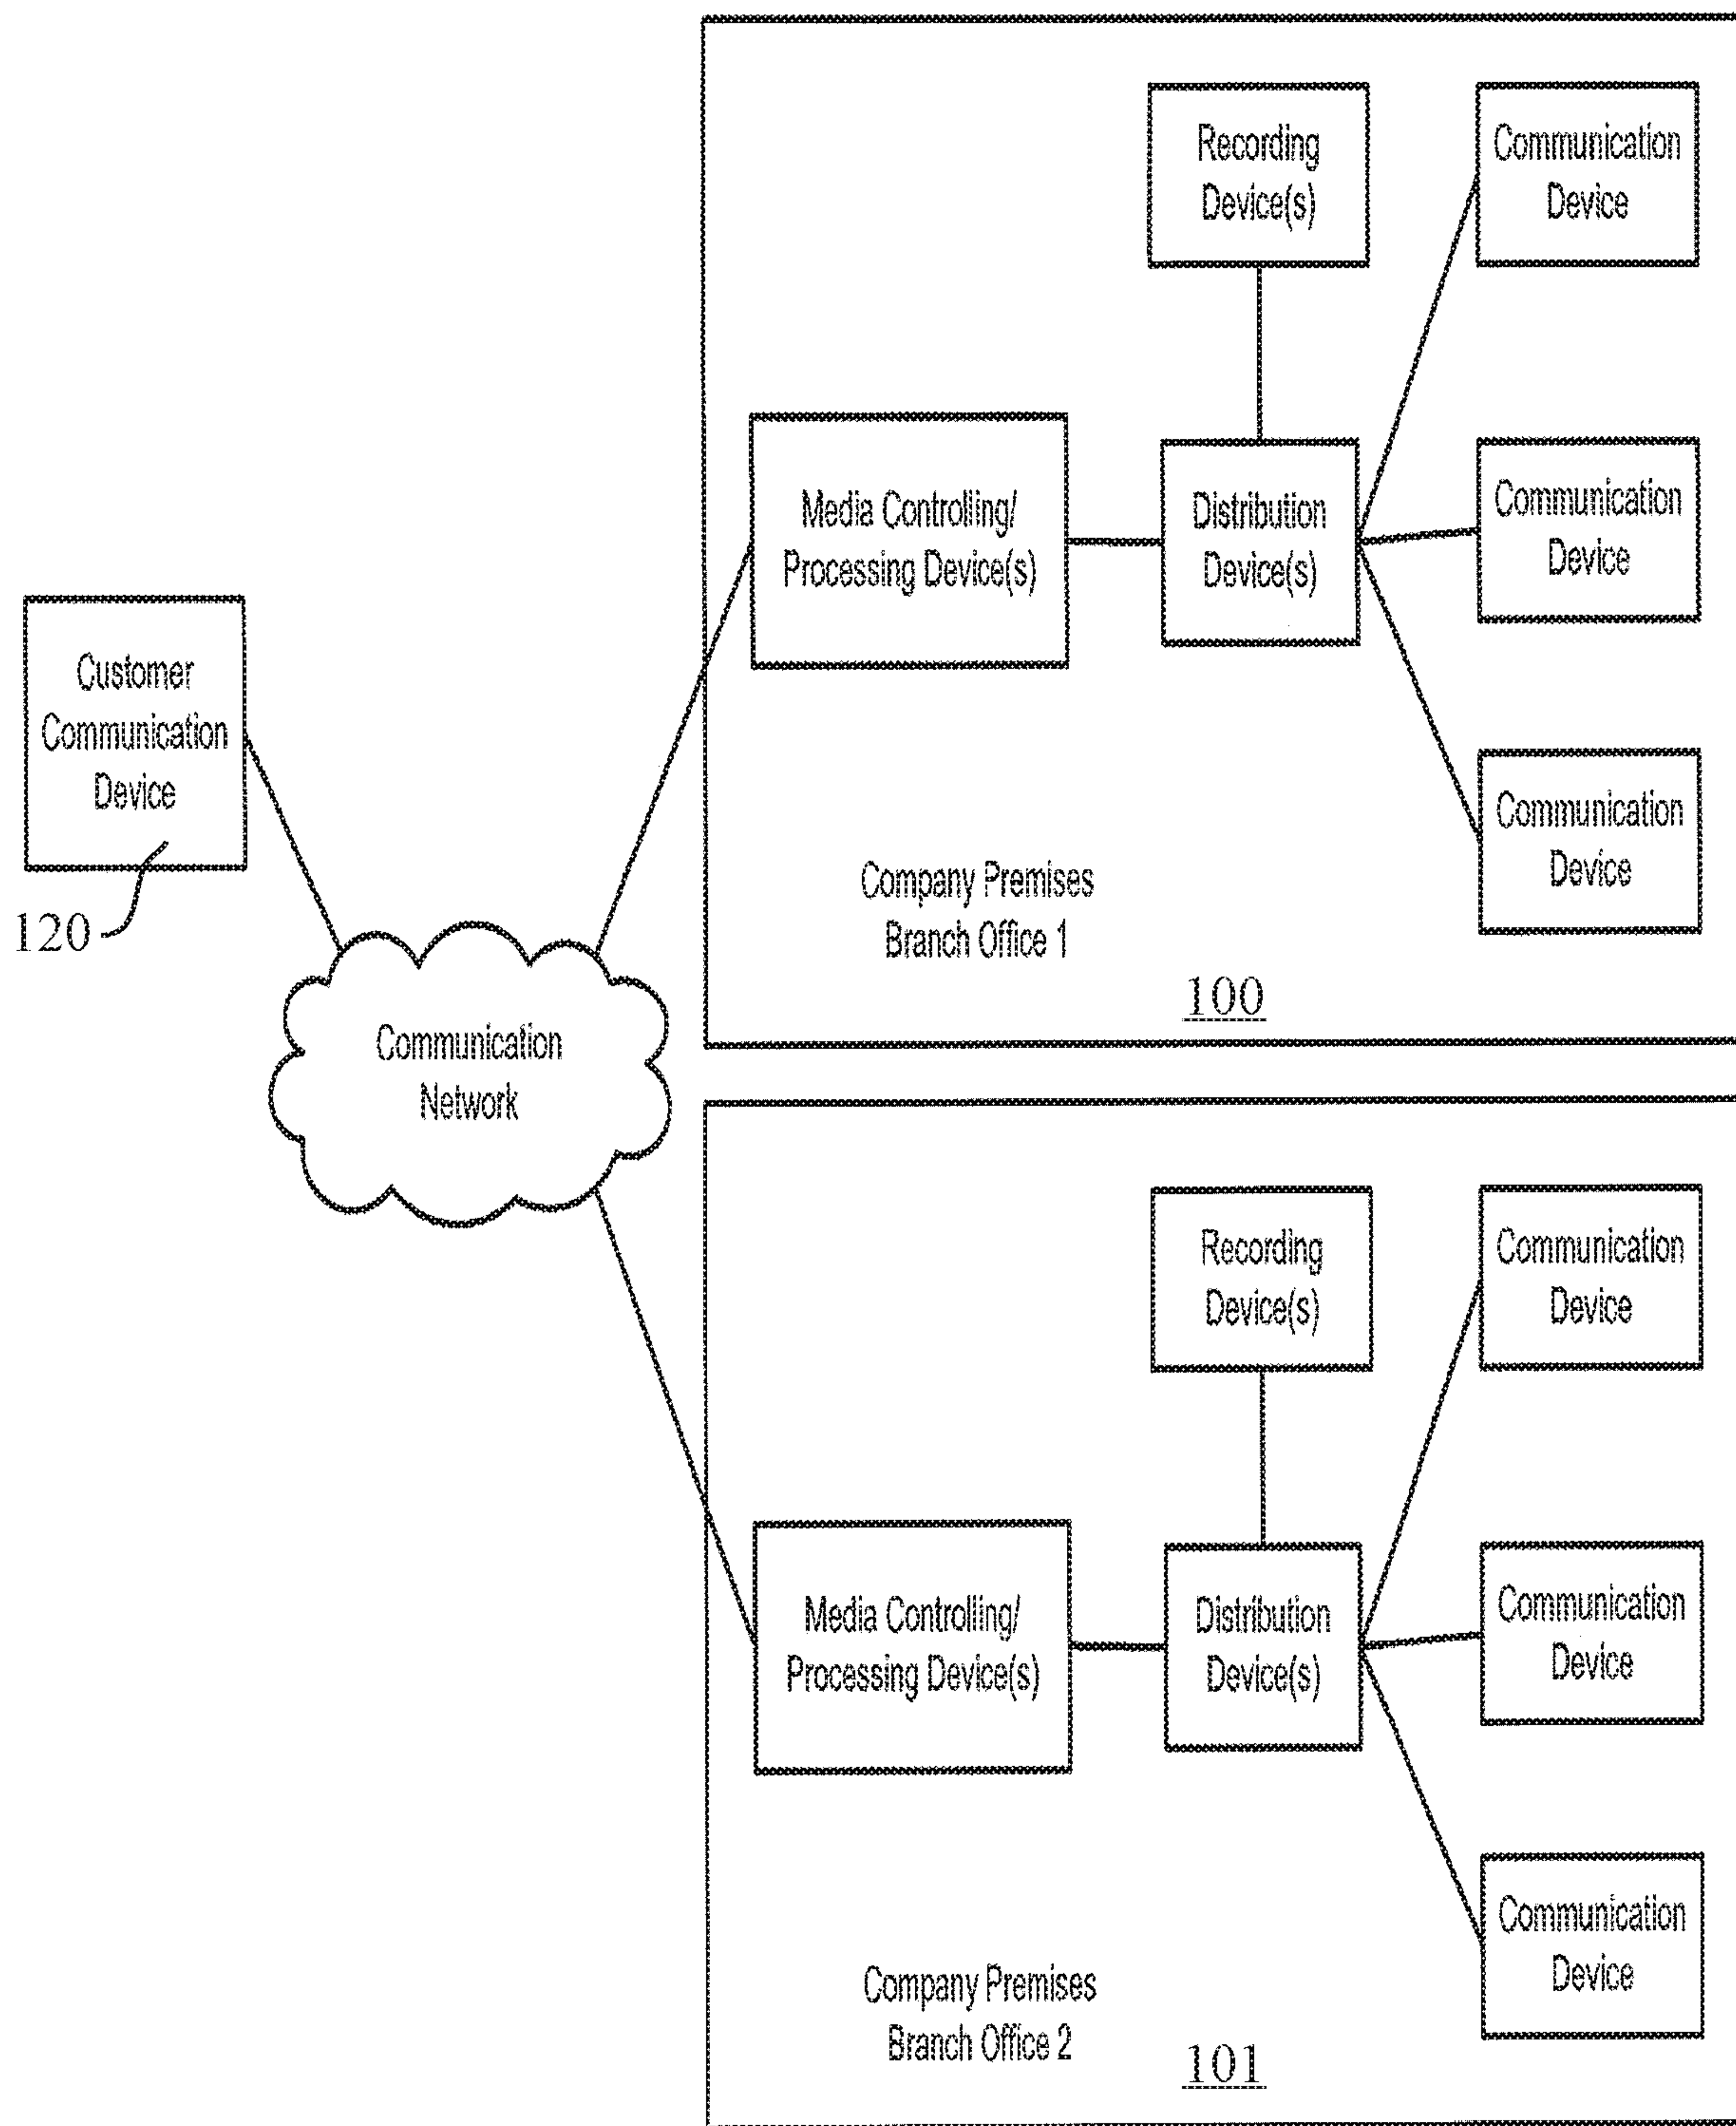 Recording
Device(s)
Communication
Device
Media Controlling/
Processing Device(s)
Distribution
Device(s)
Communication
Device
Customer
Communication
Device
120
Communication
Device
Company Premises
Branch Office 1
100
Communication
Network
Recording
Device(s)
Communication
Device
Media Controlling/
Processing Device(s)
Distribution
Device(s)
Communication
Device
Communication
Device
Company Premises
Branch Office 2
101